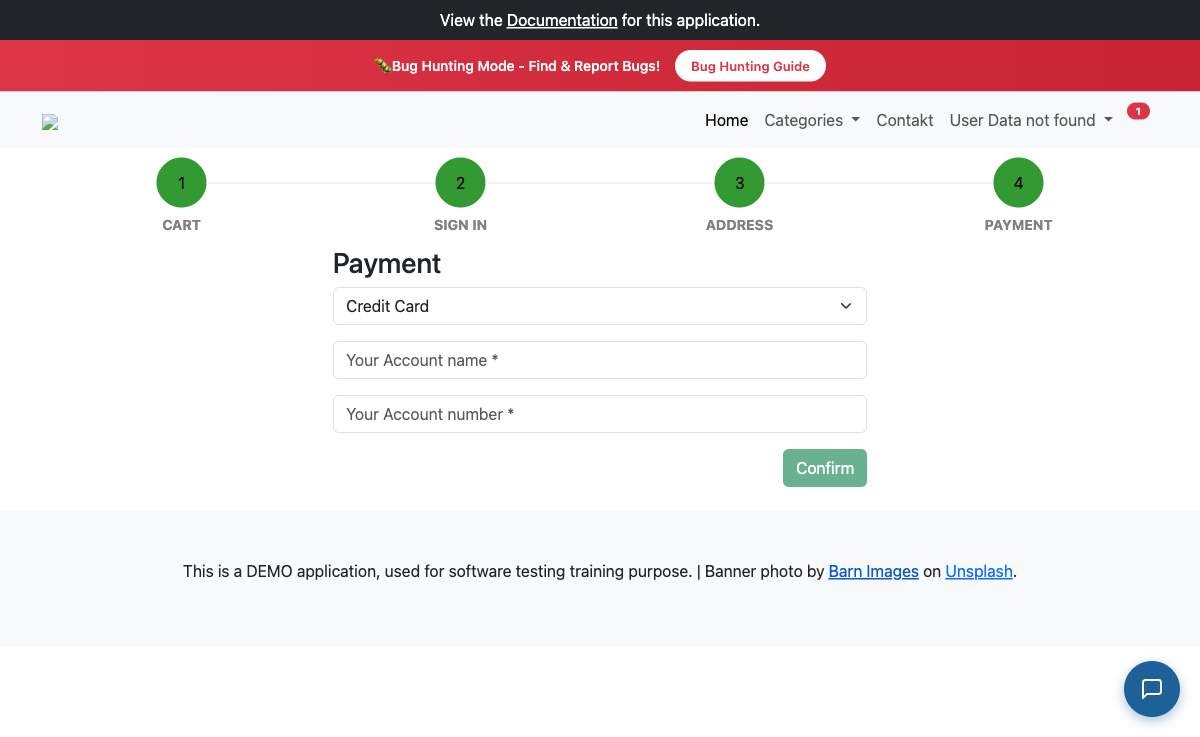 View the Documentation for this application.
Bug Hunting Mode - Find & Report Bugs! Bug Hunting Guide
Home Categories Contakt User Data not found 1
1 2 3 4
CART SIGN IN ADDRESS PAYMENT
Payment
Credit Card
Your Account name *
Your Account number *
Confirm
This is a DEMO application, used for software testing training purpose. | Banner photo by Barn Images on Unsplash.